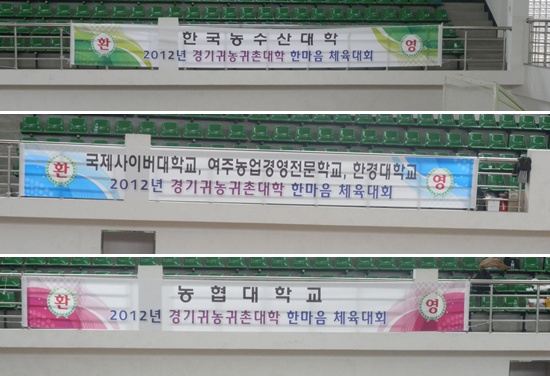 환 한국농수산대학 영
2012년 경기귀농귀촌대학 한마음 체육대회
환 국제사이버대학교, 여주농업경영전문학교, 한경대학교 영
2012년 경기귀농귀촌대학 한마음 체육대회
환 농협대학교 영
2012년 경기귀농귀촌대학 한마음 체육대회